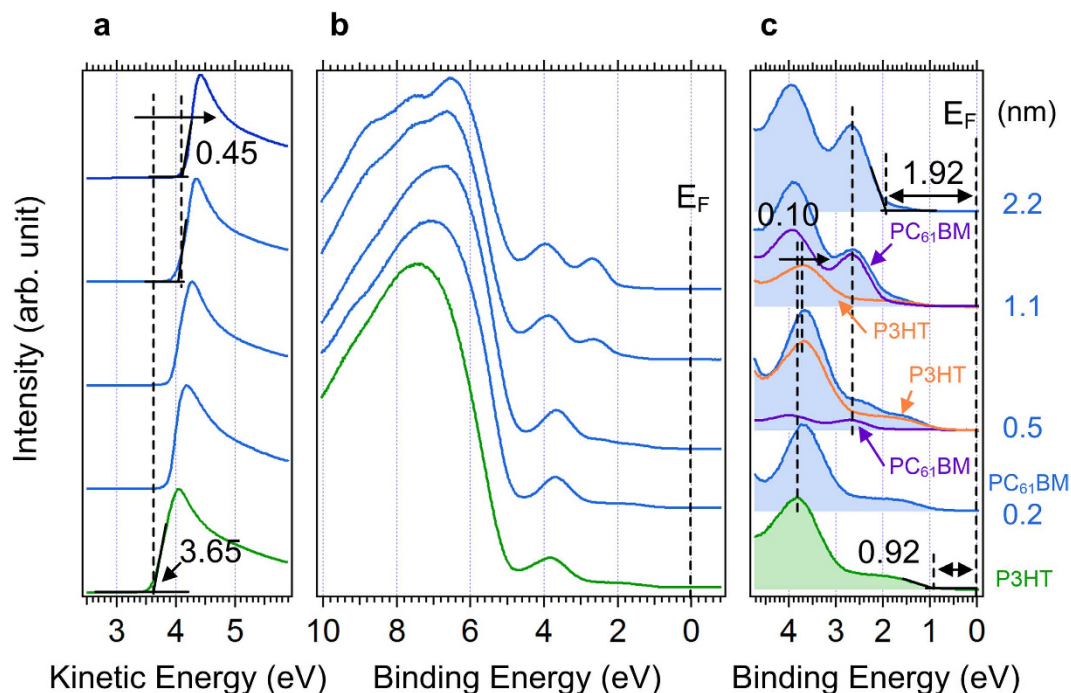 a
b
c
Intensity (arb. unit)
0.45
3.65
3 4 5
Kinetic Energy (eV)
E_F
10 8 6 4 2 0
Binding Energy (eV)
E_F (nm)
1.92
2.2
0.10
PC₆₁BM
P3HT
1.1
P3HT
0.5
PC₆₁BM
PC₆₁BM
0.2
0.92
P3HT
4 3 2 1 0
Binding Energy (eV)